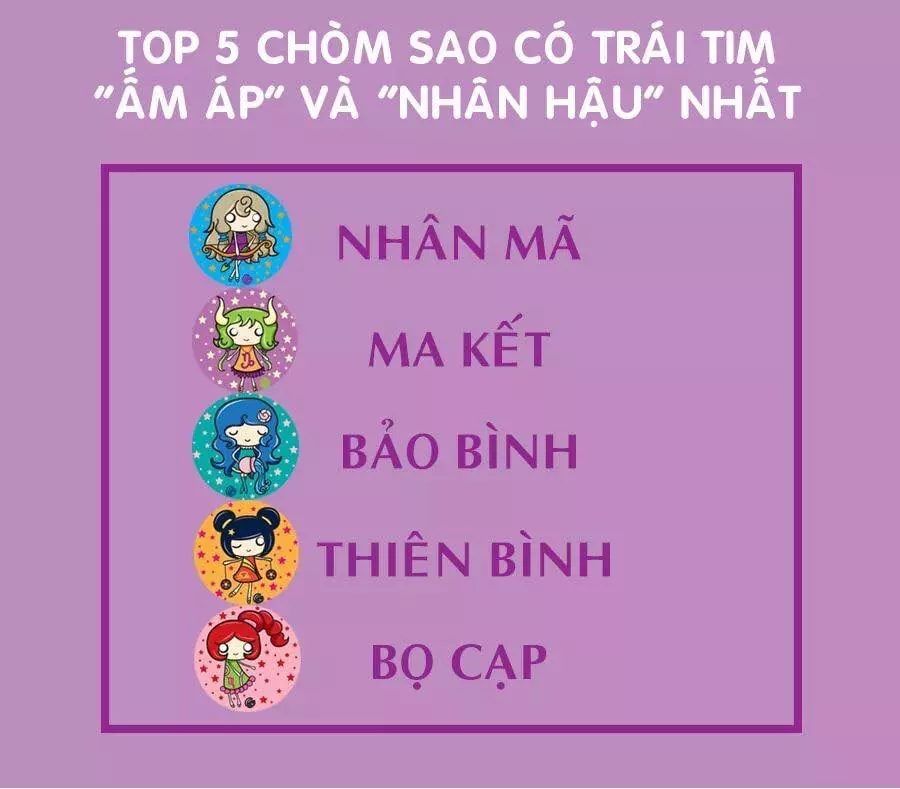 TOP 5 CHÒM SAO CÓ TRÁI TIM
"ẤM ÁP" VÀ "NHÂN HẬU" NHẤT
NHÂN MÃ
MA KẾT
BẢO BÌNH
THIÊN BÌNH
BỌ CẠP